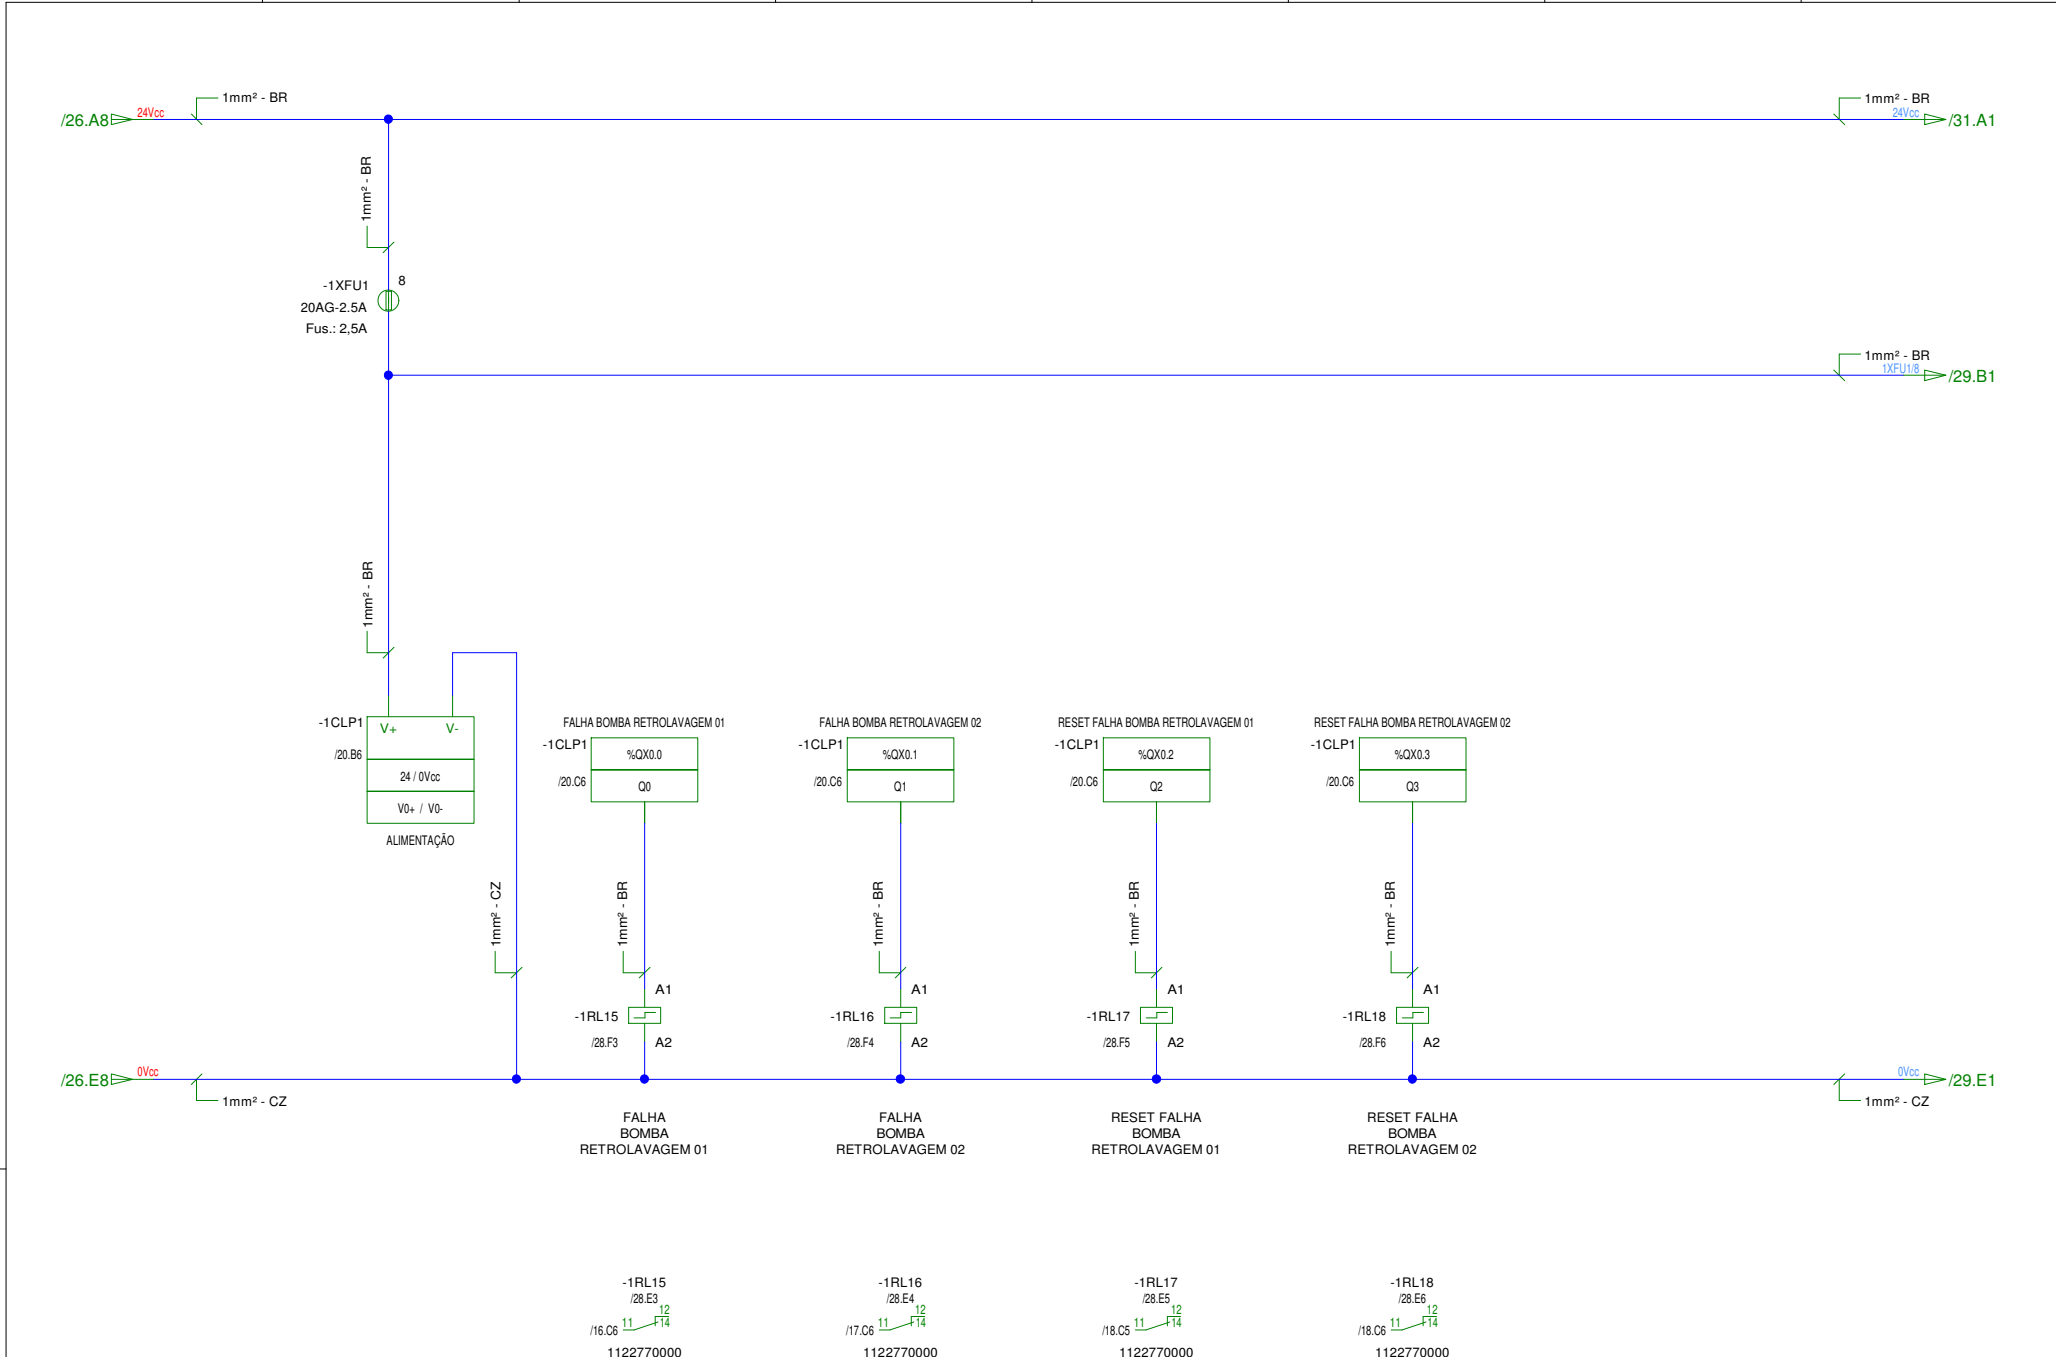 1mm² - BR
/26.A8
24Vcc
1mm² - BR
24Vcc
/31.A1
1mm² - BR
-1XFU1
8
20AG-2.5A
Fus.: 2,5A
1mm² - BR
1XFU1/8
/29.B1
1mm² - BR
-1CLP1
V+
V-
/20.B6
24 / 0Vcc
V0+ / V0-
ALIMENTAÇÃO
FALHA BOMBA RETROLAVAGEM 01
-1CLP1
%QX0.0
/20.C6
Q0
FALHA BOMBA RETROLAVAGEM 02
-1CLP1
%QX0.1
/20.C6
Q1
RESET FALHA BOMBA RETROLAVAGEM 01
-1CLP1
%QX0.2
/20.C6
Q2
RESET FALHA BOMBA RETROLAVAGEM 02
-1CLP1
%QX0.3
/20.C6
Q3
1mm² - CZ
1mm² - BR
1mm² - BR
1mm² - BR
1mm² - BR
A1
-1RL15
/28.F3
A2
A1
-1RL16
/28.F4
A2
A1
-1RL17
/28.F5
A2
A1
-1RL18
/28.F6
A2
/26.E8
0Vcc
1mm² - CZ
0Vcc
/29.E1
1mm² - CZ
FALHA
BOMBA
RETROLAVAGEM 01
FALHA
BOMBA
RETROLAVAGEM 02
RESET FALHA
BOMBA
RETROLAVAGEM 01
RESET FALHA
BOMBA
RETROLAVAGEM 02
-1RL15
/28.E3
12
11
14
/16.C6
1122770000
-1RL16
/28.E4
12
11
14
/17.C6
1122770000
-1RL17
/28.E5
12
11
14
/18.C5
1122770000
-1RL18
/28.E6
12
11
14
/18.C6
1122770000